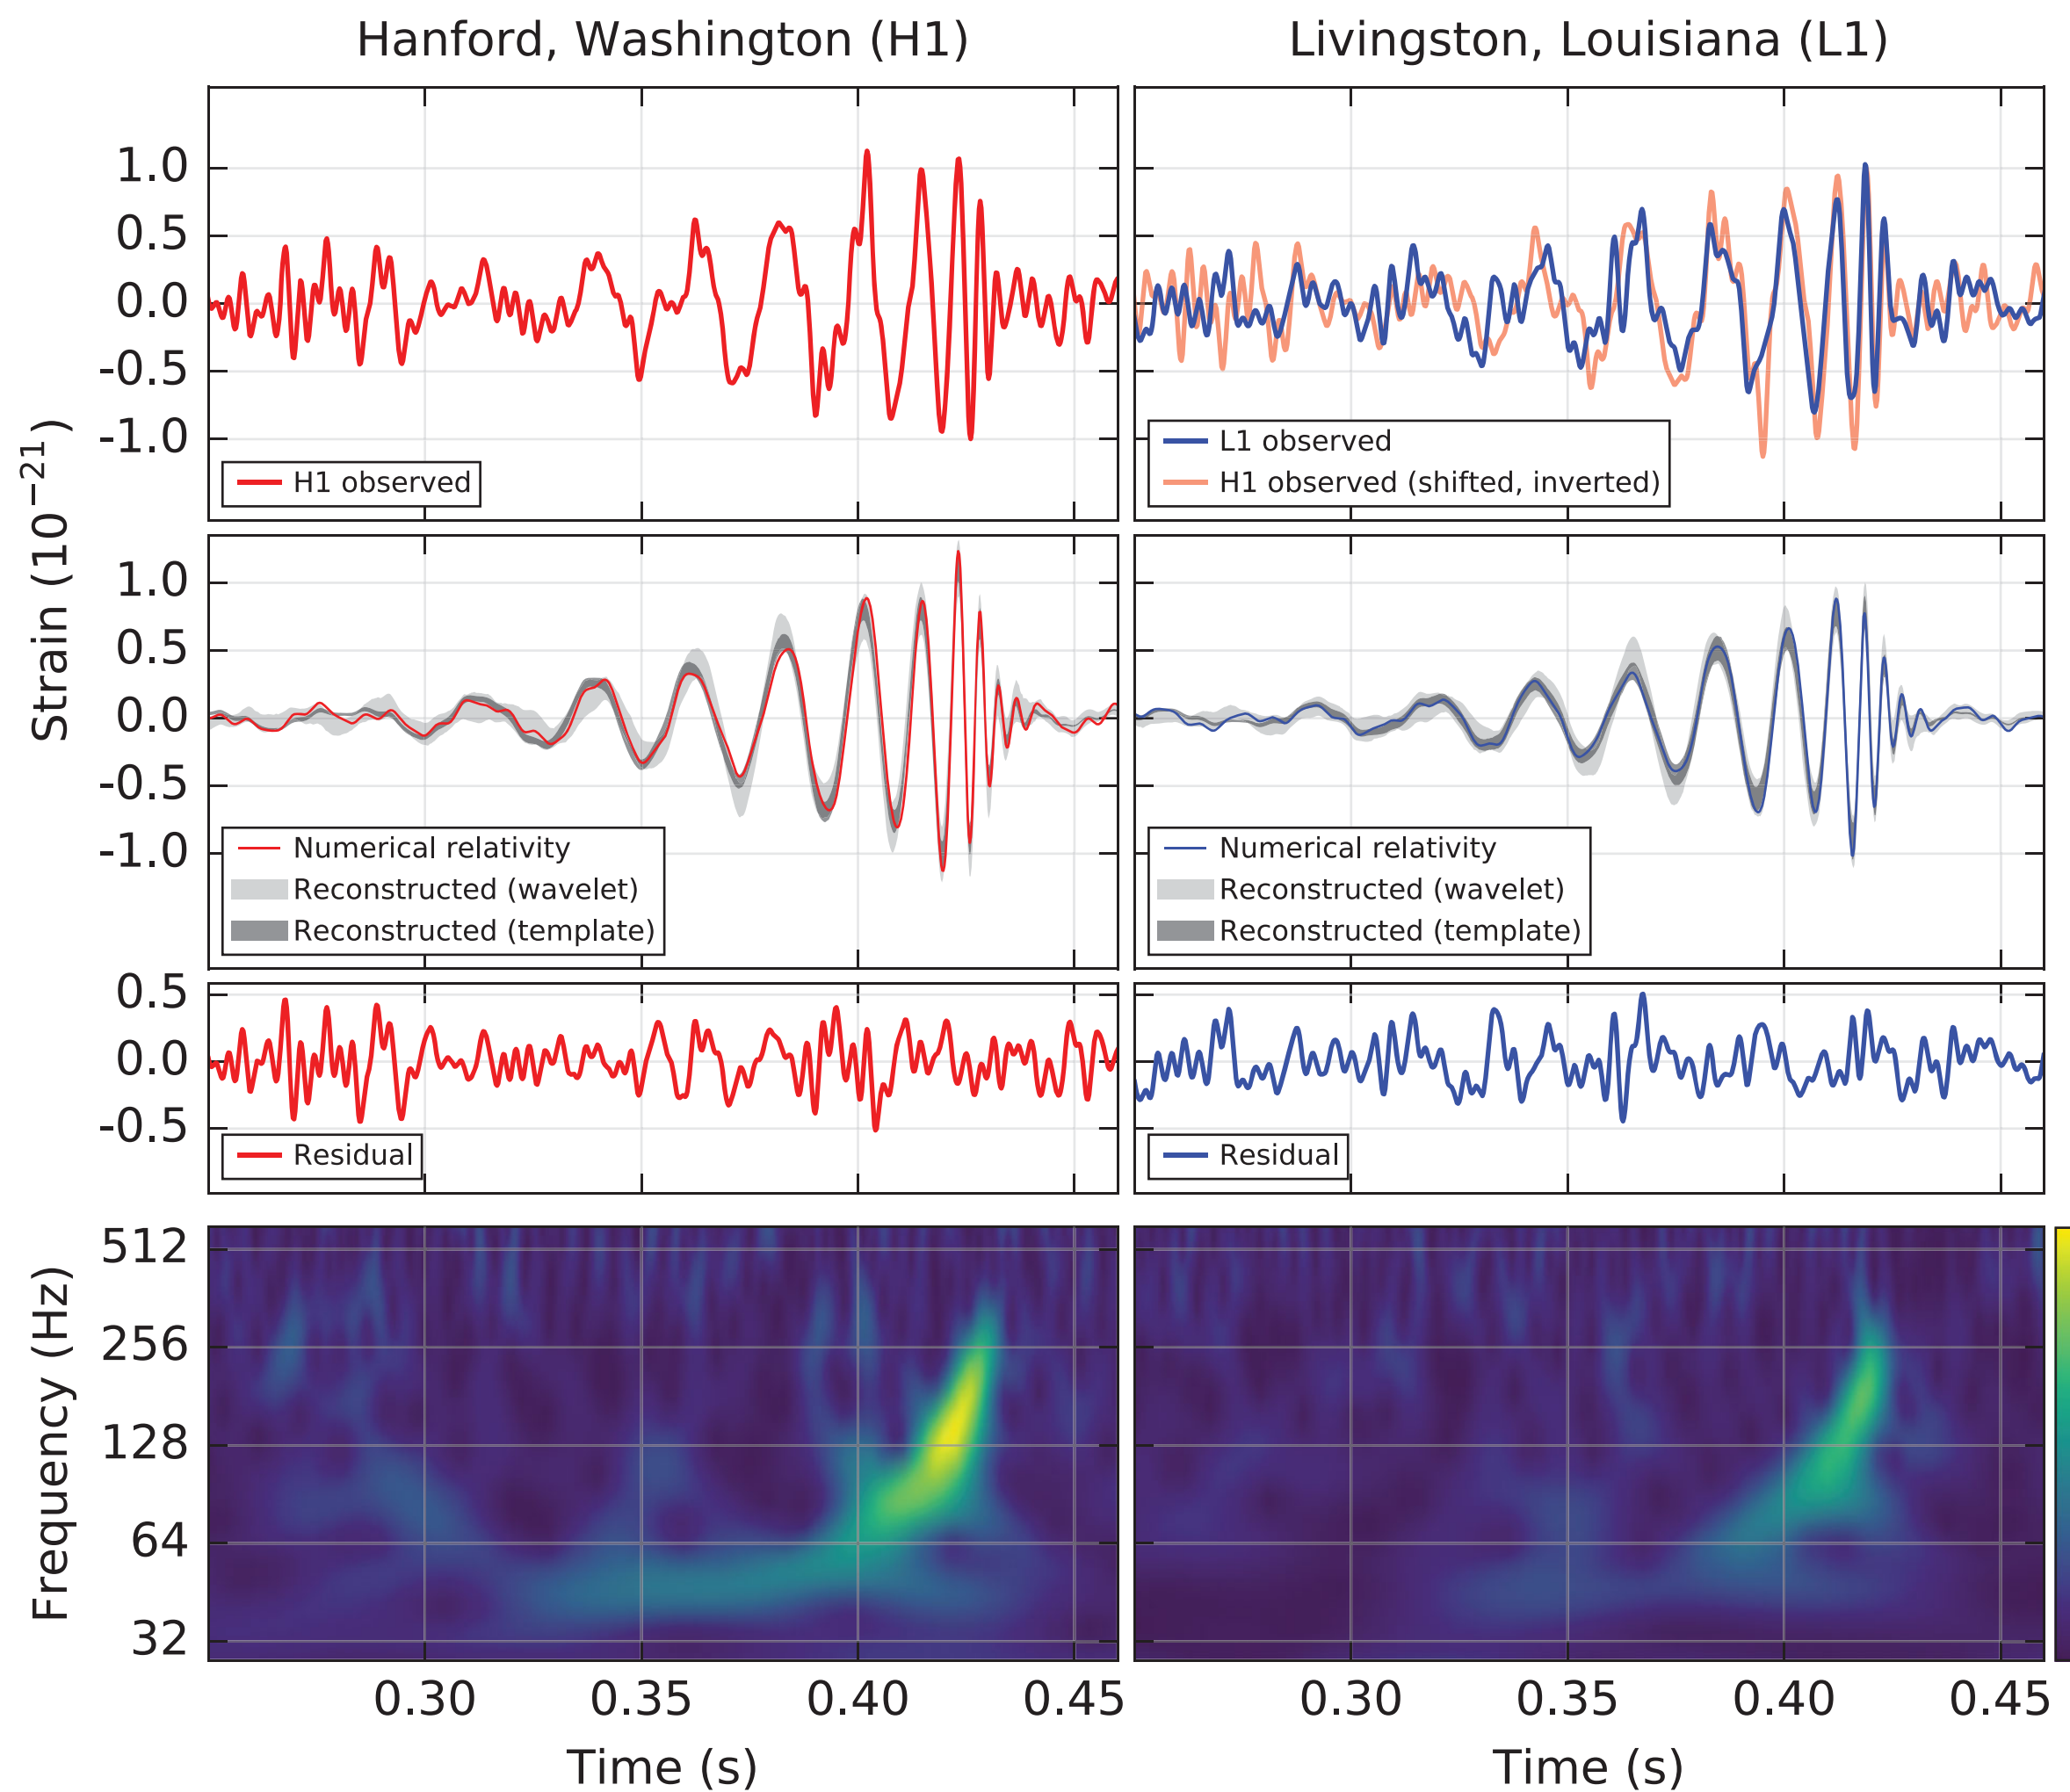 Hanford, Washington (H1)
Livingston, Louisiana (L1)
Strain (10−21)
1.0
0.5
0.0
-0.5
-1.0
H1 observed
L1 observed
H1 observed (shifted, inverted)
1.0
0.5
0.0
-0.5
-1.0
Numerical relativity
Reconstructed (wavelet)
Reconstructed (template)
Numerical relativity
Reconstructed (wavelet)
Reconstructed (template)
0.5
0.0
-0.5
Residual
Residual
Frequency (Hz)
512
256
128
64
32
0.30 0.35 0.40 0.45
0.30 0.35 0.40 0.45
Time (s)
Time (s)